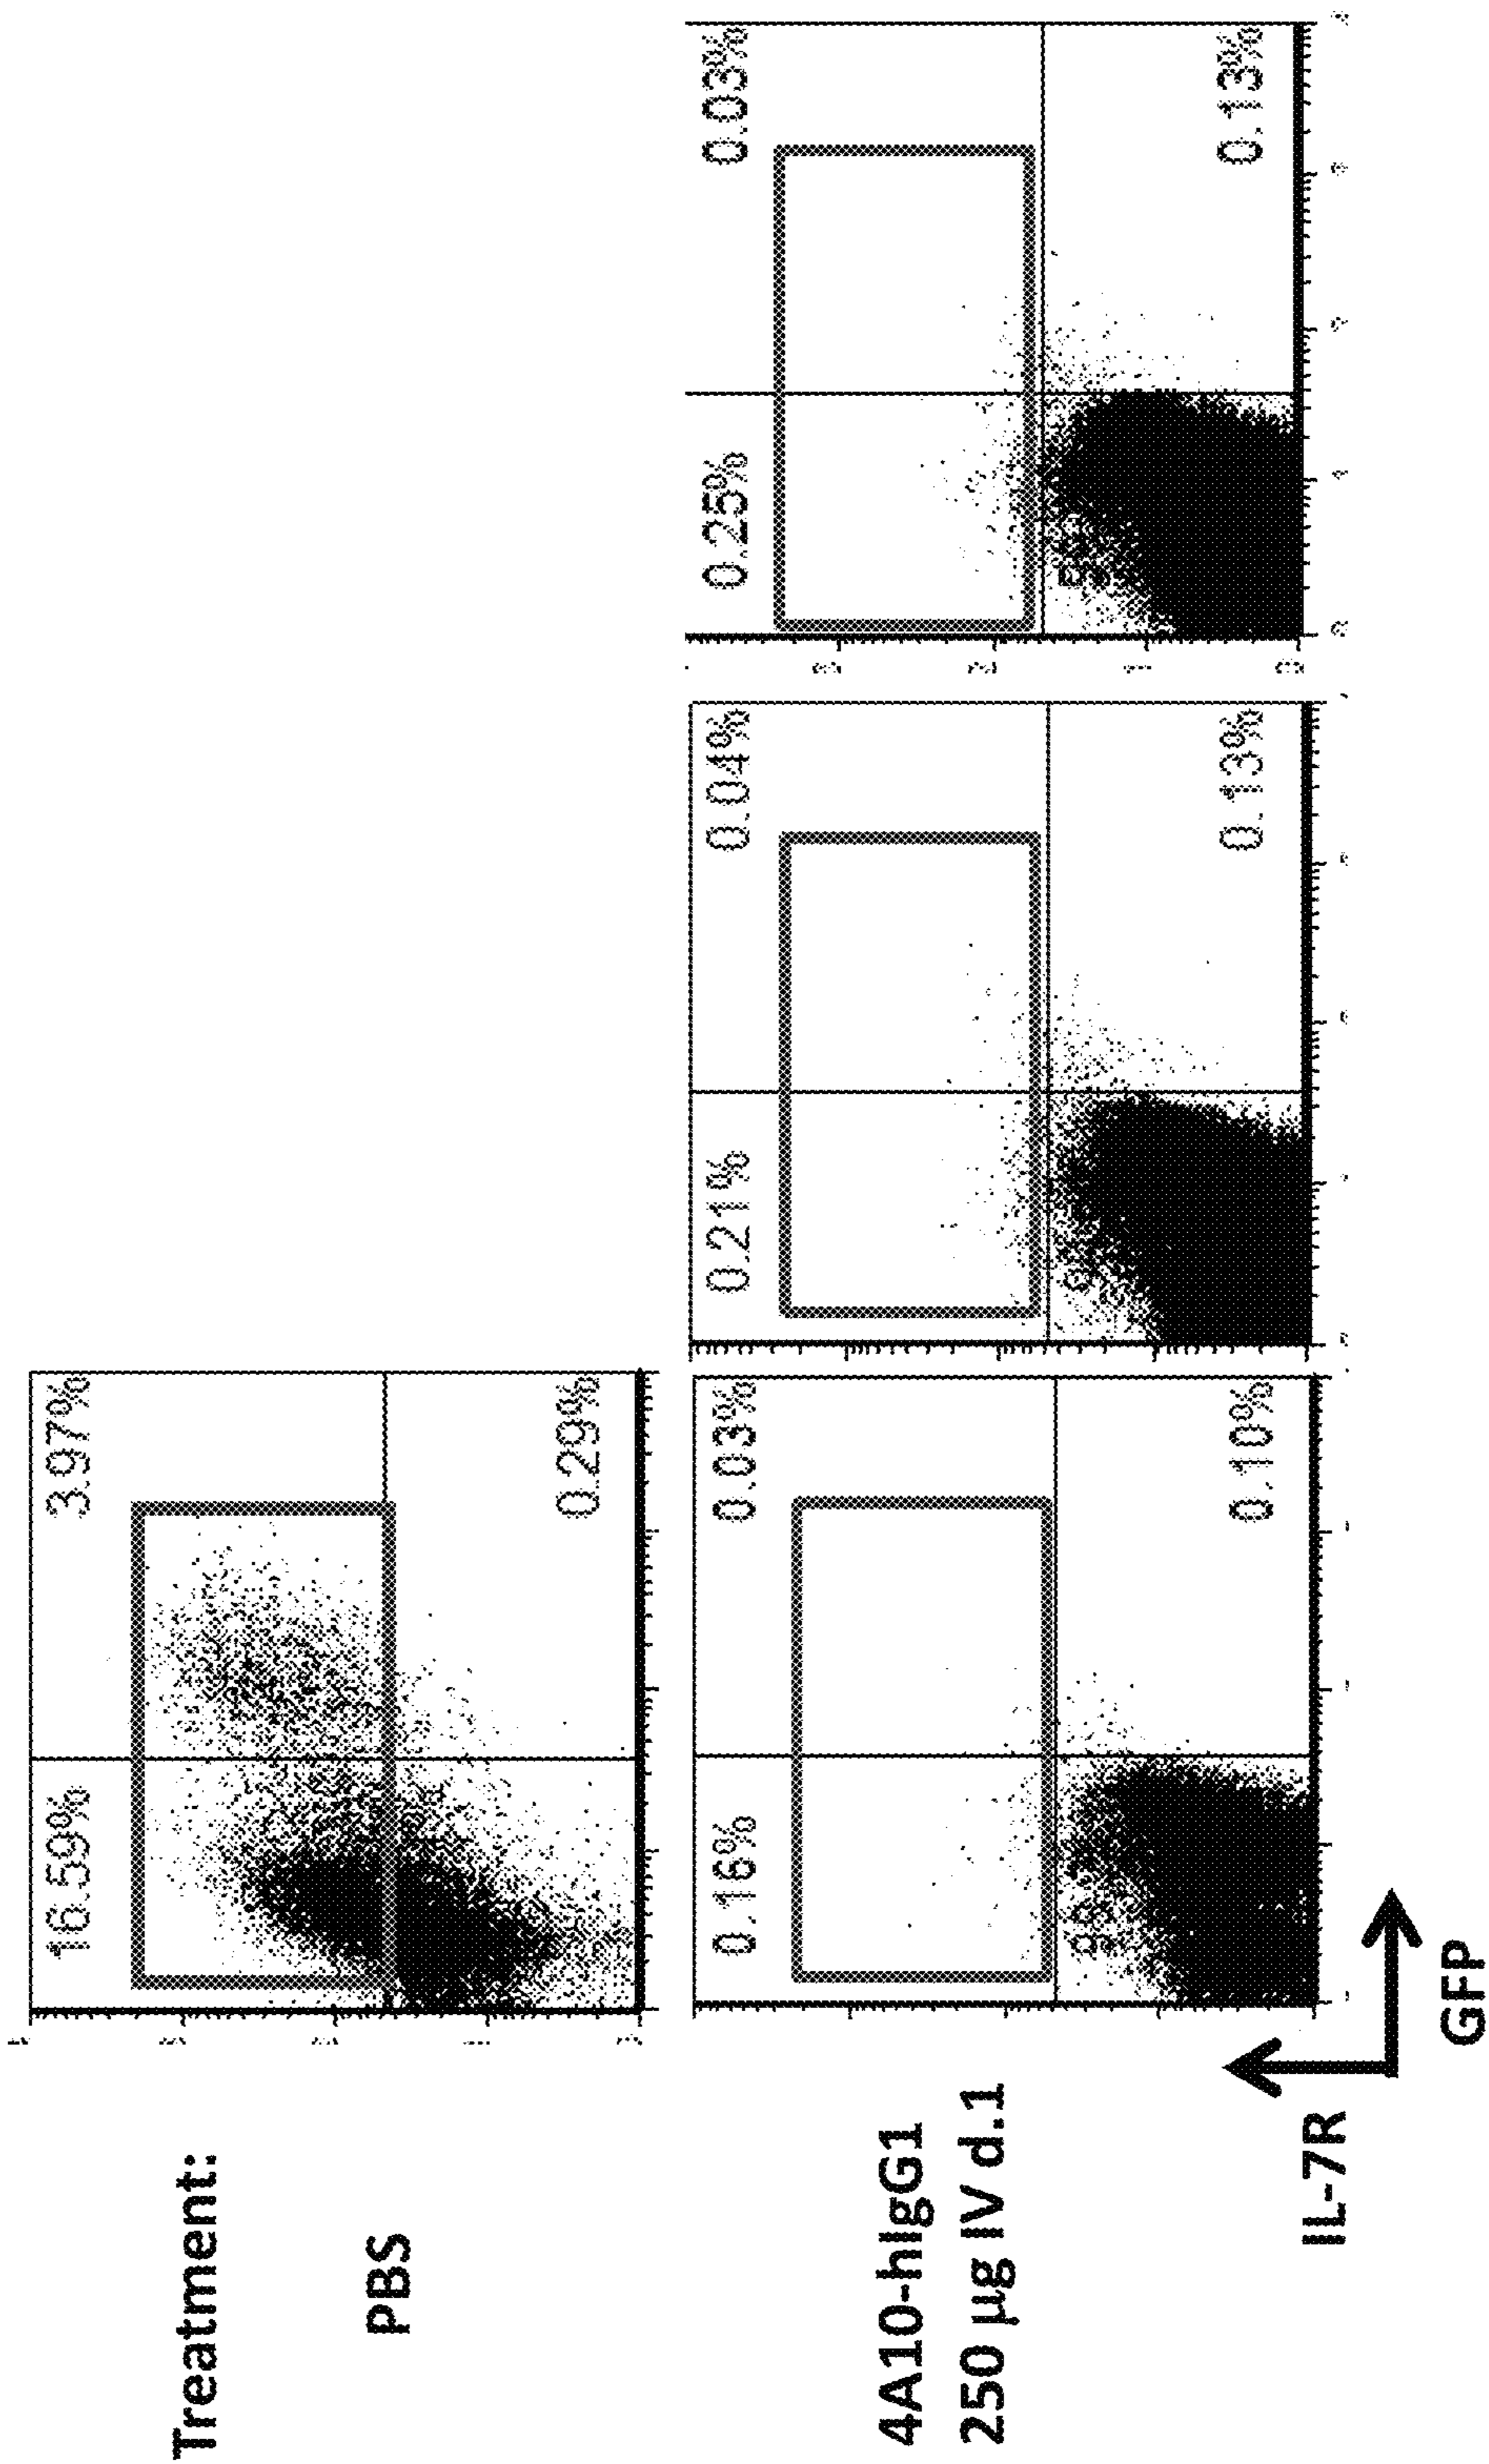 Treatment:
PBS
16.59%
3.97%
0.29%
4A10-hIgG1
250 µg IV d.1
0.16%
0.03%
0.10%
0.21%
0.04%
0.13%
0.25%
0.03%
0.13%
IL-7R
GFP